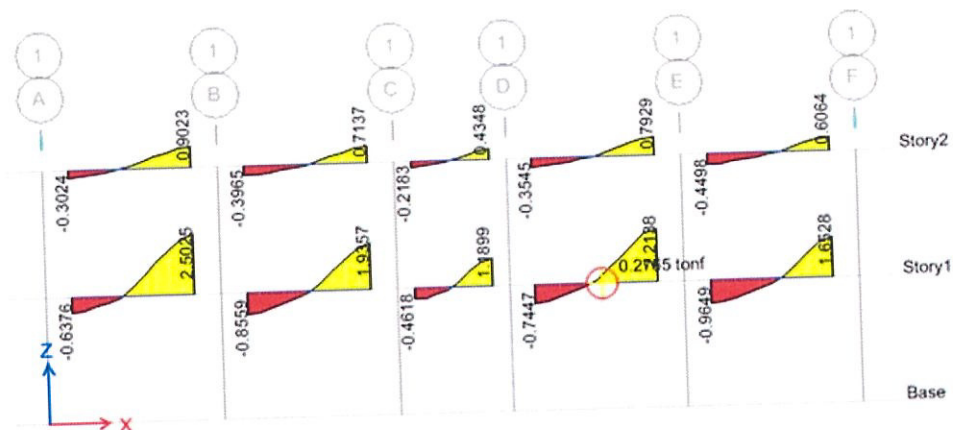 1 1 1 1 1 1
A B C D E F
0.9023 0.7137 0.4348 0.7929 0.6064
Story2
-0.3024 -0.3965 -0.2183 -0.3545 -0.4498
2.5025 1.9357 1.1899 0.2765 tonf 1.6528
Story1
-0.6376 -0.8559 -0.4618 -0.7447 -0.9649
Z
Base
X